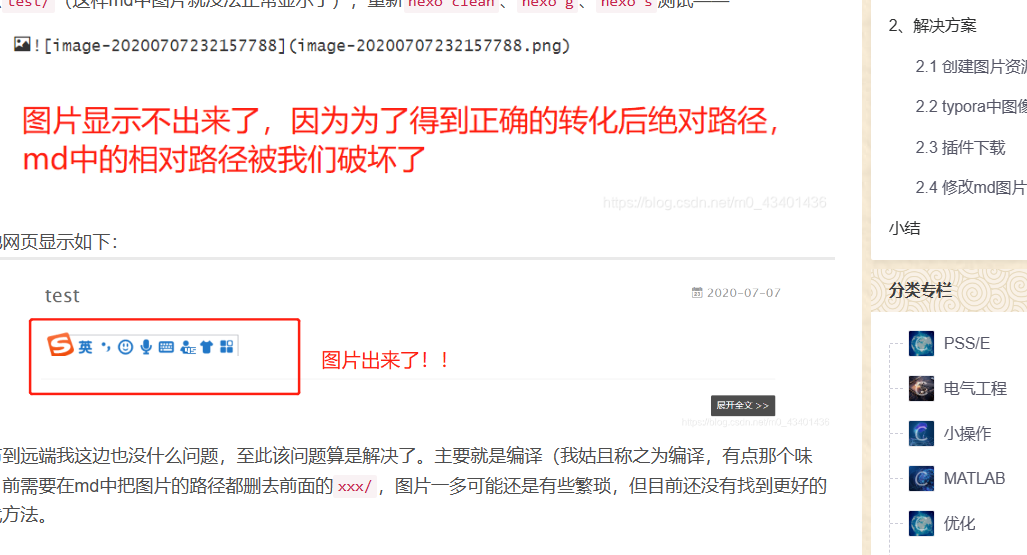 test/（这样md中图片就没法正常显示了），重新 hexo clean、hexo g、hexo s 测试——
![image-20200707232157788](image-20200707232157788.png)
图片显示不出来了，因为为了得到正确的转化后绝对路径，
md中的相对路径被我们破坏了
https://blog.csdn.net/m0_43401436
网页显示如下：
test
2020-07-07
英
图片出来了！！
展开全文 >>
https://blog.csdn.net/m0_43401436
到远端我这边也没什么问题，至此该问题算是解决了。主要就是编译（我姑且称之为编译，有点那个味
前需要在md中把图片的路径都删去前面的 xxx/ ，图片一多可能还是有些繁琐，但目前还没有找到更好的
方法。
2、解决方案
2.1 创建图片资
2.2 typora中图
2.3 插件下载
2.4 修改md图片
小结
分类专栏
PSS/E
电气工程
小操作
MATLAB
优化